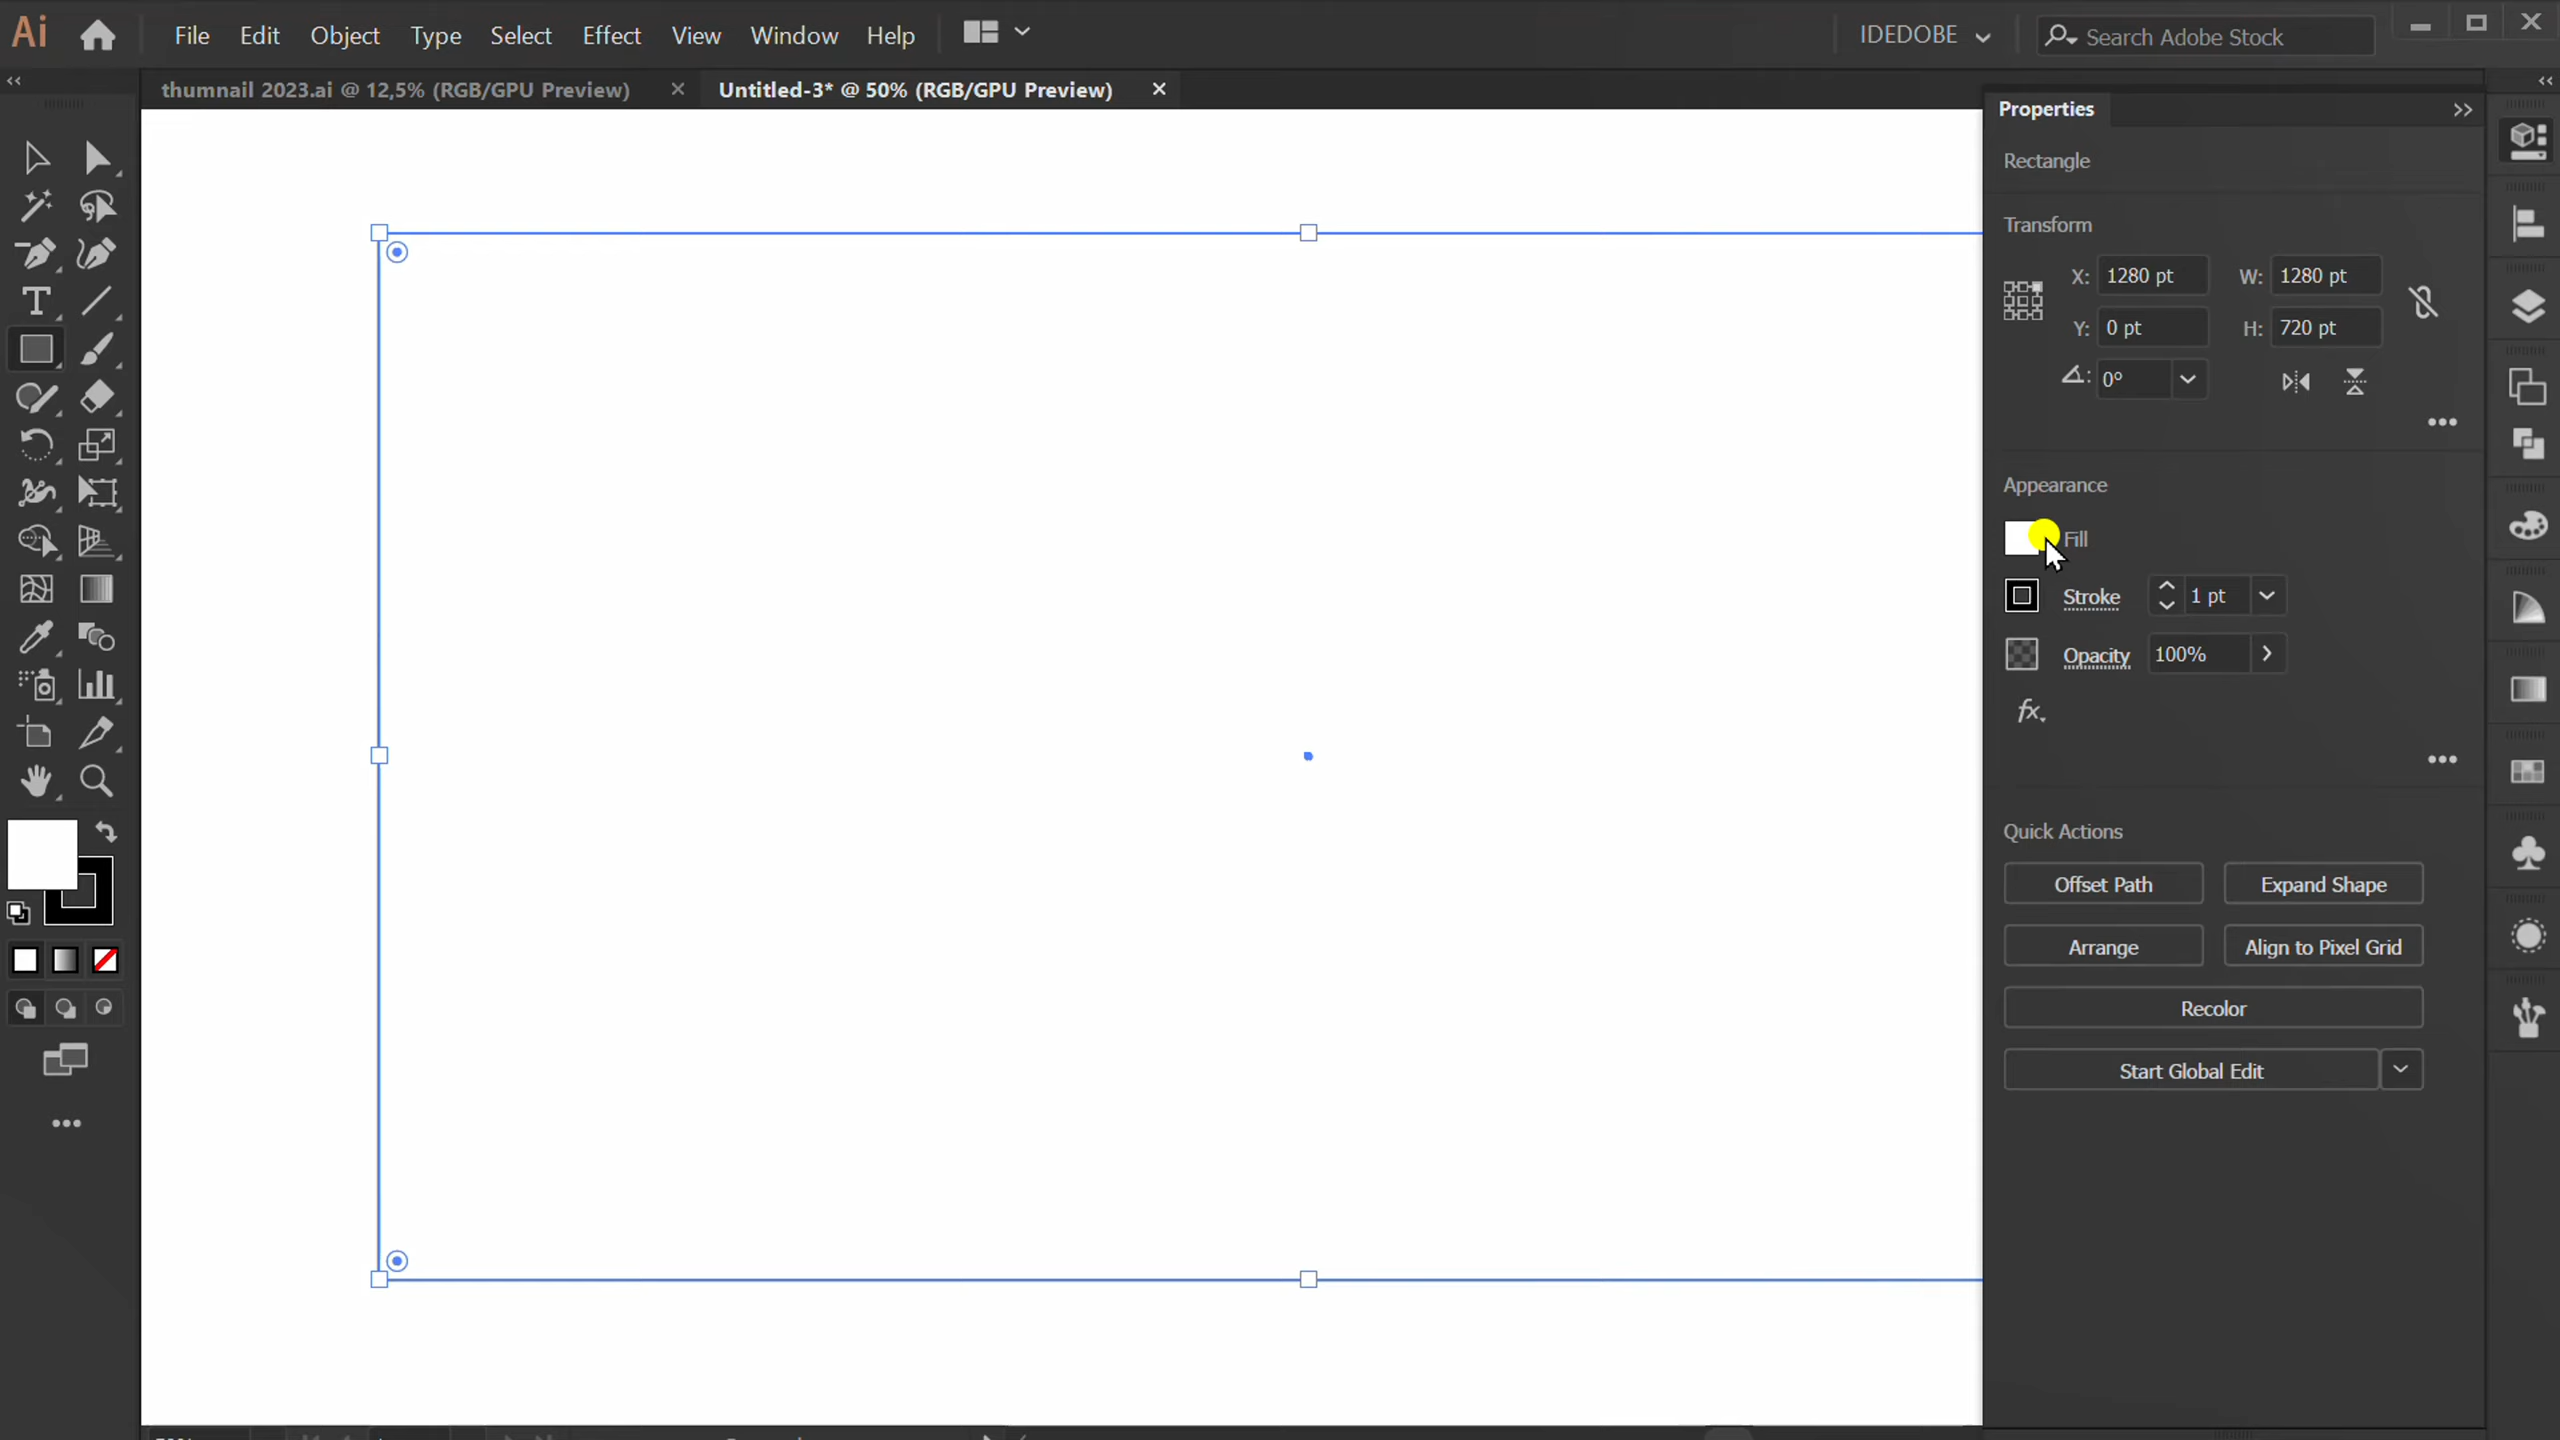 Ai File Edit Object Type Select Effect View Window Help IDEDOBE Search Adobe Stock
thumnail 2023.ai @ 12,5% (RGB/GPU Preview) Untitled-3* @ 50% (RGB/GPU Preview)
Properties
Rectangle
Transform
X: 1280 pt W: 1280 pt
Y: 0 pt H: 720 pt
0°
Appearance
Fill
Stroke 1 pt
Opacity 100%
fx.
Quick Actions
Offset Path Expand Shape
Arrange Align to Pixel Grid
Recolor
Start Global Edit